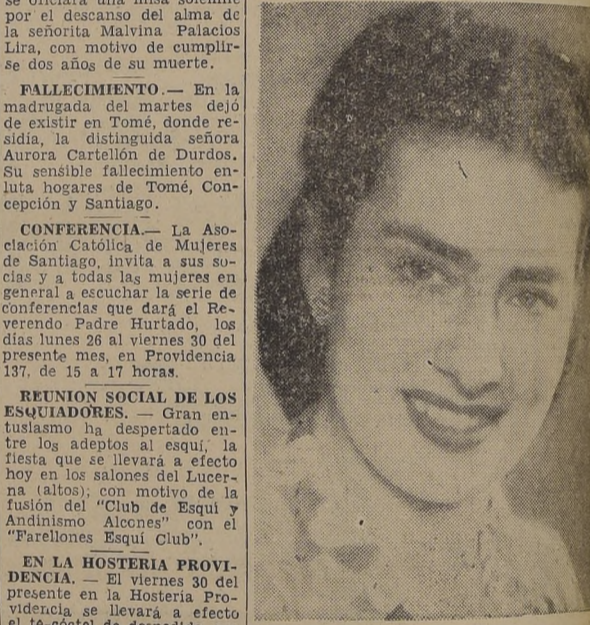 se oficiará una misa solemne
por el descanso del alma de
la señorita Malvina Palacios
Lira, con motivo de cumplir-
se dos años de su muerte.
FALLECIMIENTO.— En la
madrugada del martes dejó
de existir en Tomé, donde re-
sidía, la distinguida señora
Aurora Cartellón de Durdos.
Su sensible fallecimiento en-
luta hogares de Tomé, Con-
cepción y Santiago.
CONFERENCIA.— La Aso-
ciación Católica de Mujeres
de Santiago, invita a sus so-
cias y a todas las mujeres en
general a escuchar la serie de
conferencias que dará el Re-
verendo Padre Hurtado, los
días lunes 26 al viernes 30 del
presente mes, en Providencia
137, de 15 a 17 horas.
REUNION SOCIAL DE LOS
ESQUIADORES. — Gran en-
tusiasmo ha despertado en-
tre los adeptos al esquí, la
fiesta que se llevará a efecto
hoy en los salones del Lucer-
na (altos); con motivo de la
fusión del "Club de Esquí y
Andinismo Alcones" con el
"Farellones Esquí Club".
EN LA HOSTERIA PROVI-
DENCIA. — El viernes 30 del
presente en la Hostería Pro-
videncia se llevará a efecto